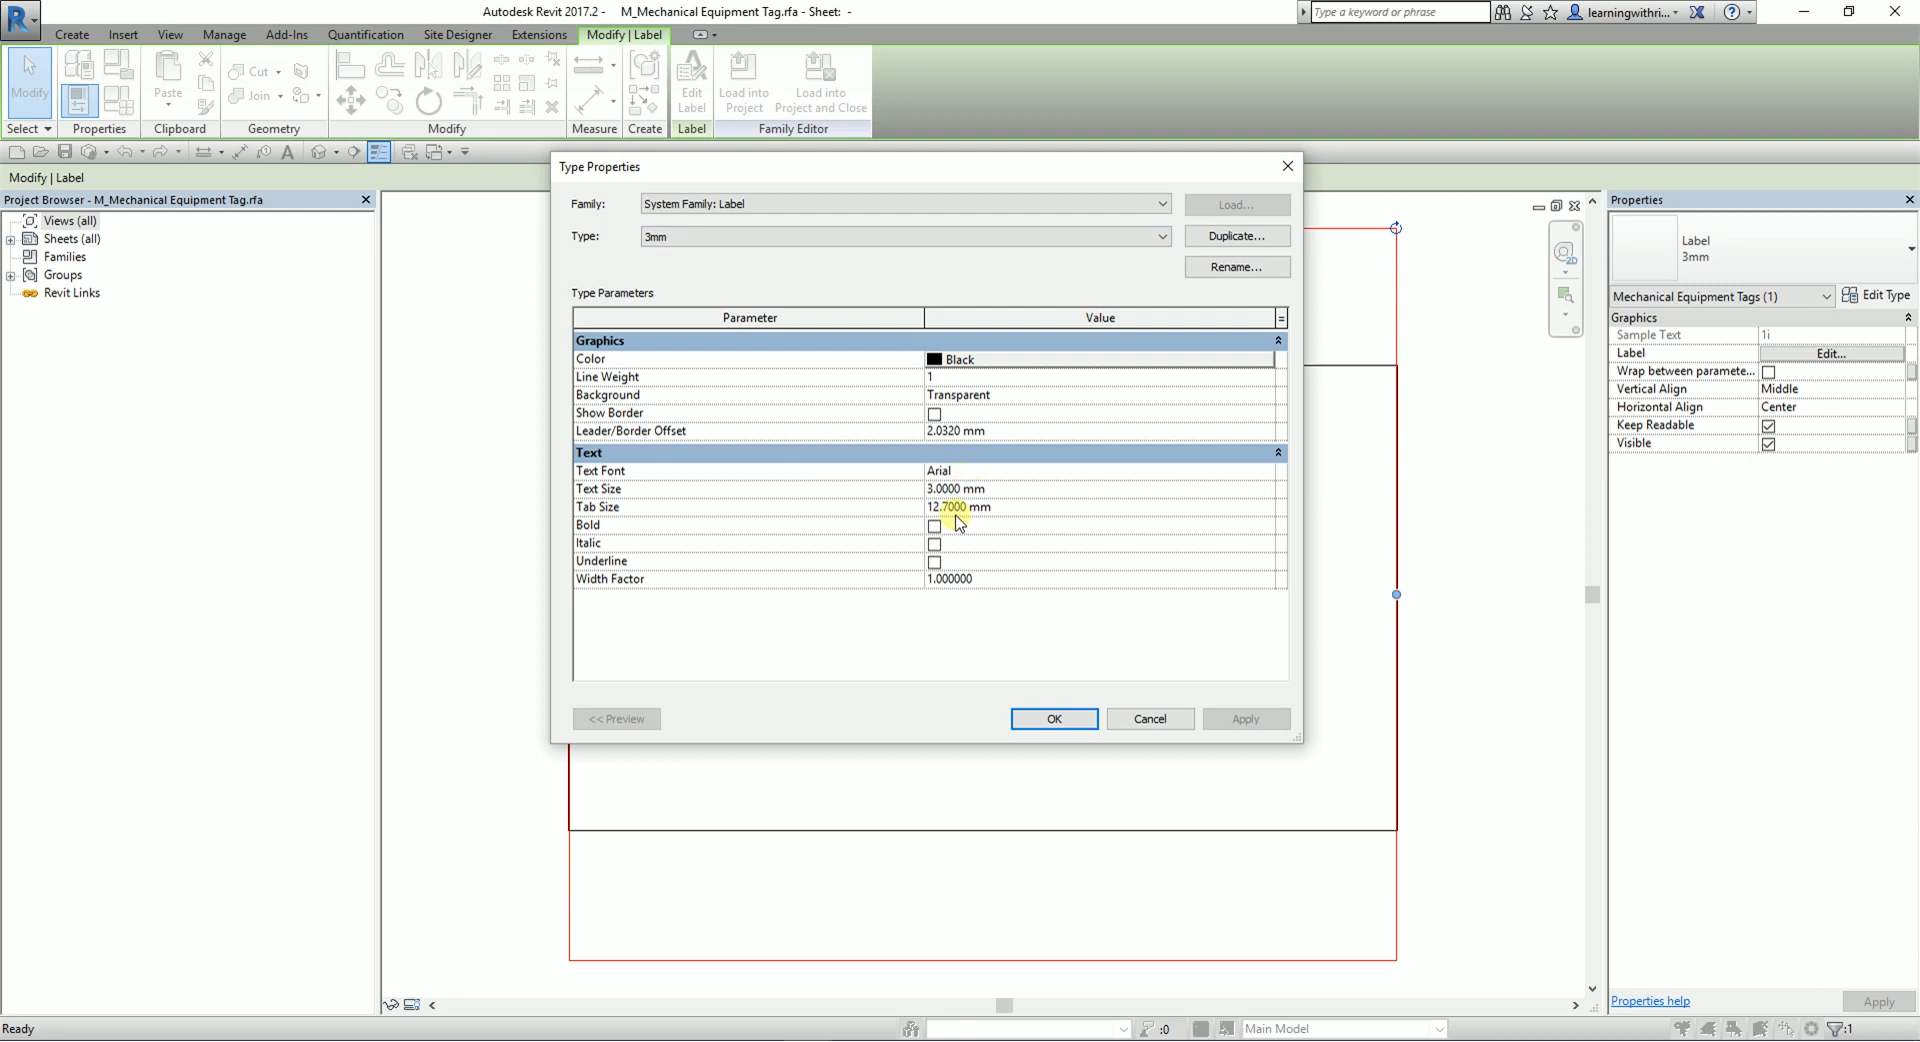 Autodesk Revit 2017.2 - M_Mechanical Equipment Tag.rfa - Sheet: -
Type a keyword or phrase
learningwithri...
Create Insert View Manage Add-Ins Quantification Site Designer Extensions Modify | Label
Modify
Paste
Cut
Join
Edit Label
Load into Project
Load into Project and Close
Select Properties Clipboard Geometry Modify Measure Create Label Family Editor
Modify | Label
Project Browser - M_Mechanical Equipment Tag.rfa
Views (all)
Sheets (all)
Families
Groups
Revit Links
Type Properties
Family: System Family: Label Load...
Type: 3mm Duplicate...
Rename...
Type Parameters
Parameter Value =
Graphics
Color Black
Line Weight 1
Background Transparent
Show Border
Leader/Border Offset 2.0320 mm
Text
Text Font Arial
Text Size 3.0000 mm
Tab Size 12.7000 mm
Bold
Italic
Underline
Width Factor 1.000000
<< Preview OK Cancel Apply
2D
Properties
Label
3mm
Mechanical Equipment Tags (1) Edit Type
Graphics
Sample Text 1i
Label Edit...
Wrap between paramete...
Vertical Align Middle
Horizontal Align Center
Keep Readable
Visible
Properties help Apply
Ready
:0
Main Model
:1